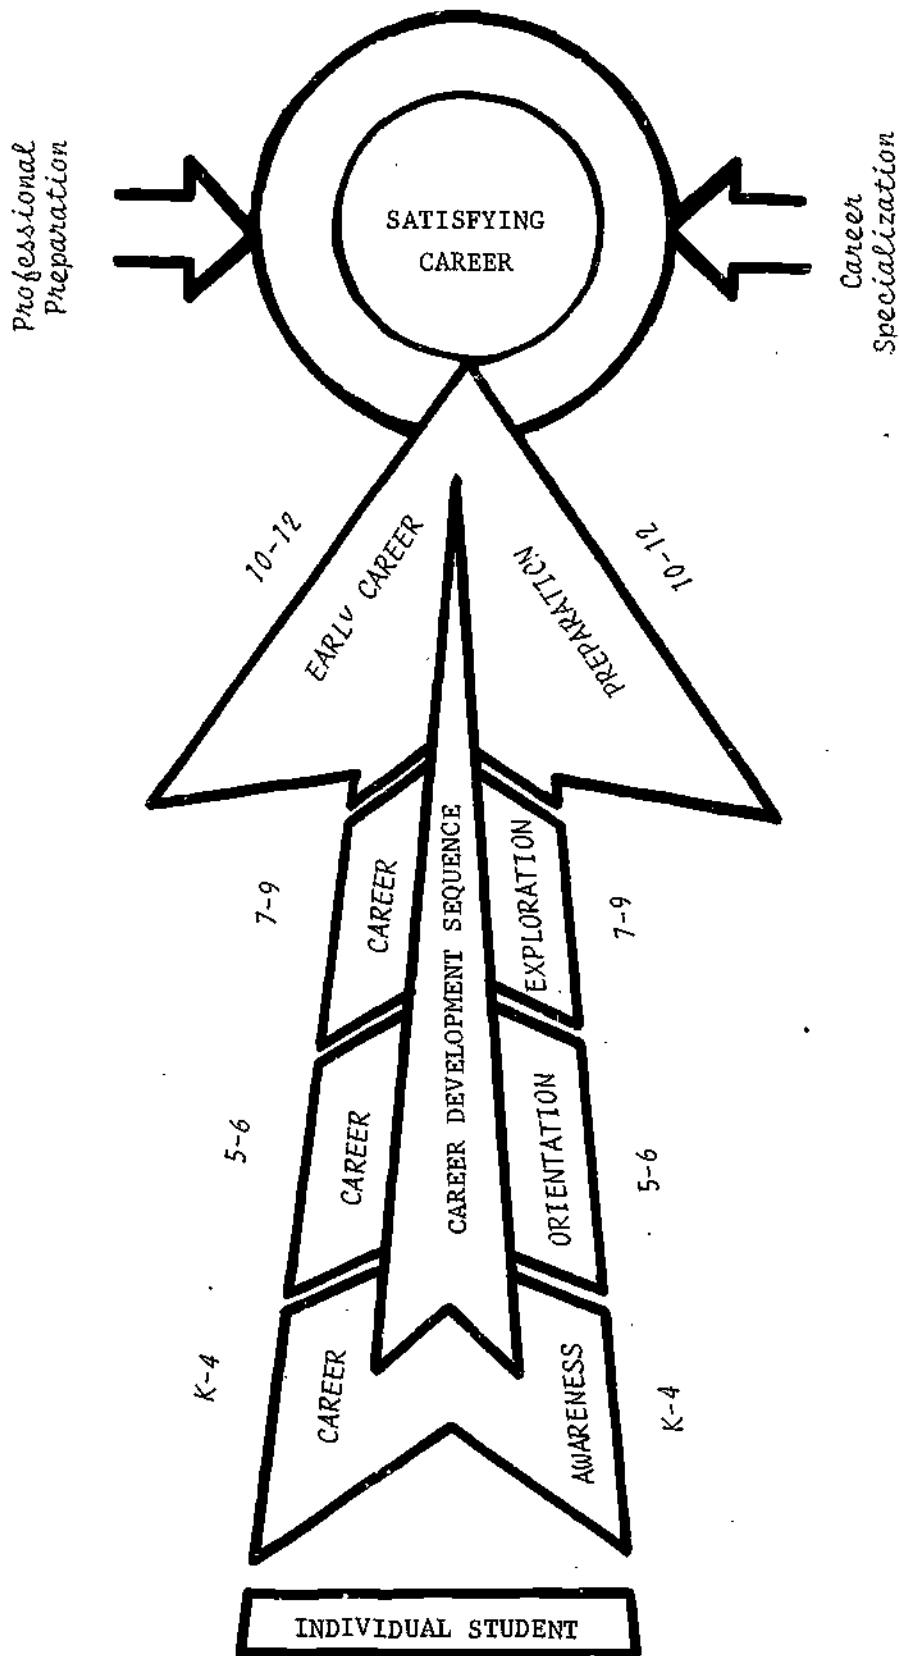 Professional
Preparation
SATISFYING
CAREER
Career
Specialization
10-12
EARLY CAREER
PREPARATION
10-12
7-9
CAREER
EXPLORATION
7-9
CAREER DEVELOPMENT SEQUENCE
5-6
CAREER
ORIENTATION
5-6
K-4
CAREER
AWARENESS
K-4
INDIVIDUAL STUDENT